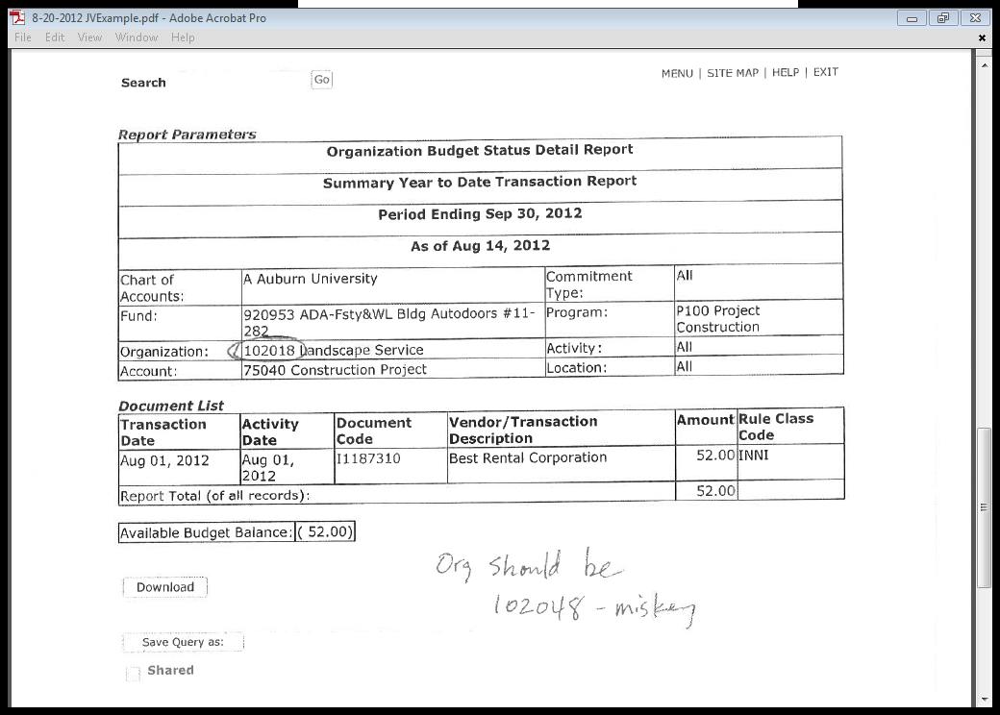 8-20-2012 JVExample.pdf - Adobe Acrobat Pro
File Edit View Window Help
Search Go MENU | SITE MAP | HELP | EXIT
Report Parameters
Organization Budget Status Detail Report
Summary Year to Date Transaction Report
Period Ending Sep 30, 2012
As of Aug 14, 2012
Chart of Accounts: A Auburn University Commitment Type: All
Fund: 920953 ADA-Fsty&WL Bldg Autodoors #11-282 Program: P100 Project Construction
Organization: 102018 Landscape Service Activity: All
Account: 75040 Construction Project Location: All
Document List
Transaction Date Activity Date Document Code Vendor/Transaction Description Amount Rule Class Code
Aug 01, 2012 Aug 01, 2012 I1187310 Best Rental Corporation 52.00 INNI
Report Total (of all records): 52.00
Available Budget Balance: ( 52.00)
Org should be
102048 - miskey
Download
Save Query as:
Shared